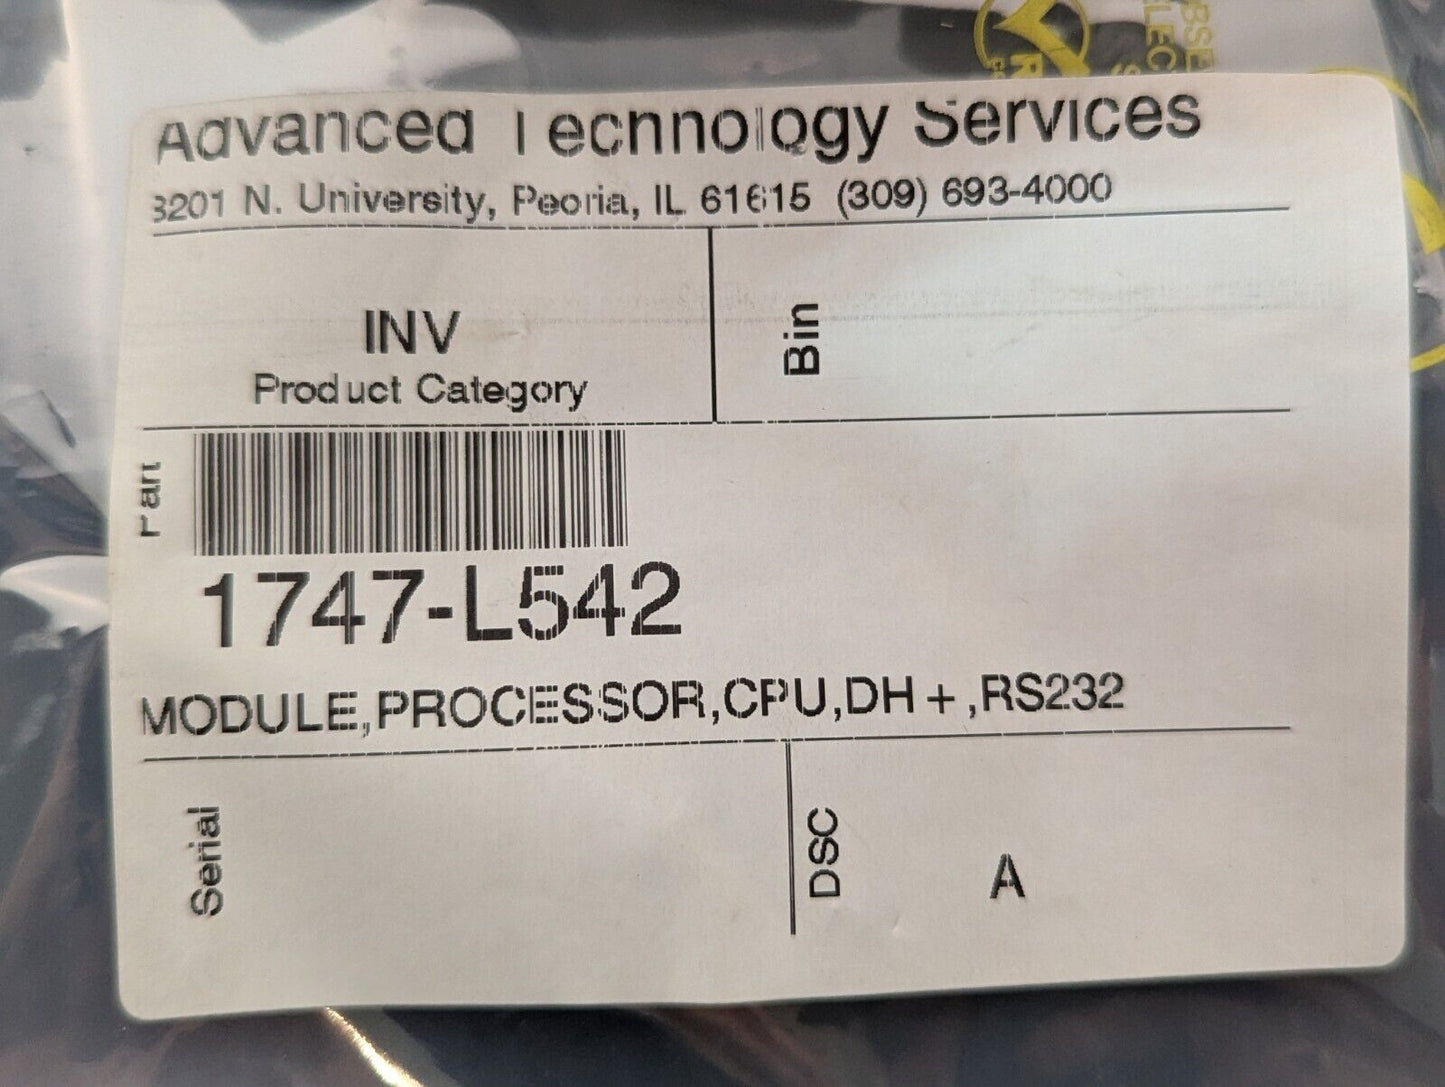 Advanced Technology Services
3201 N. University, Peoria, IL 61615 (309) 693-4000
INV
Product Category
Bin
Part
1747-L542
MODULE,PROCESSOR,CPU,DH+,RS232
Serial
DSC
A